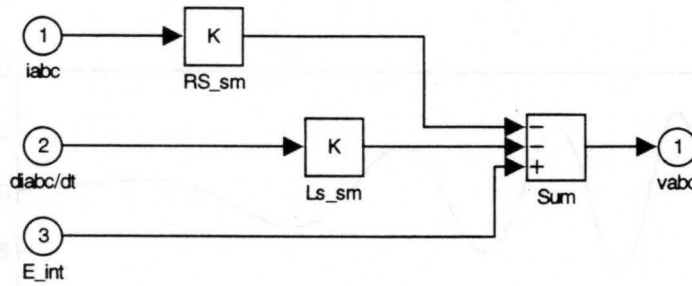 1
iabc
K
RS_sm
2
diabc/dt
K
Ls_sm
3
E_int
−
−
+
Sum
1
vabc